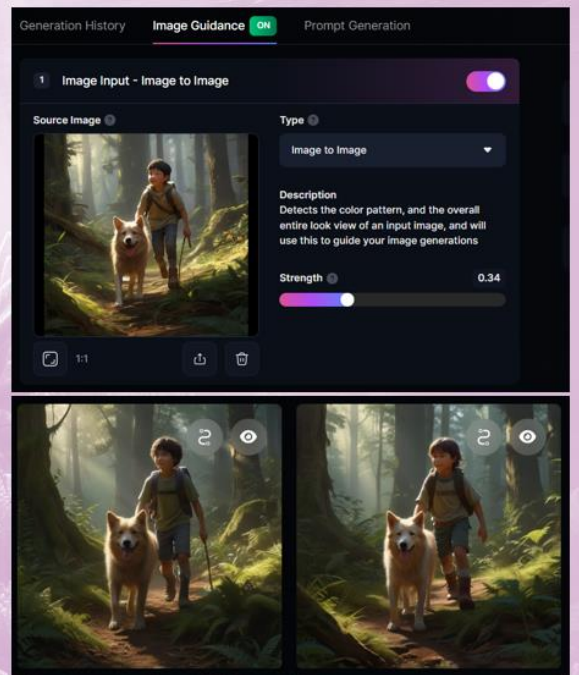 Generation History Image Guidance ON Prompt Generation
1 Image Input - Image to Image
Source Image
Type
Image to Image
Description
Detects the color pattern, and the overall
entire look view of an input image, and will
use this to guide your image generations
Strength 0.34
1:1